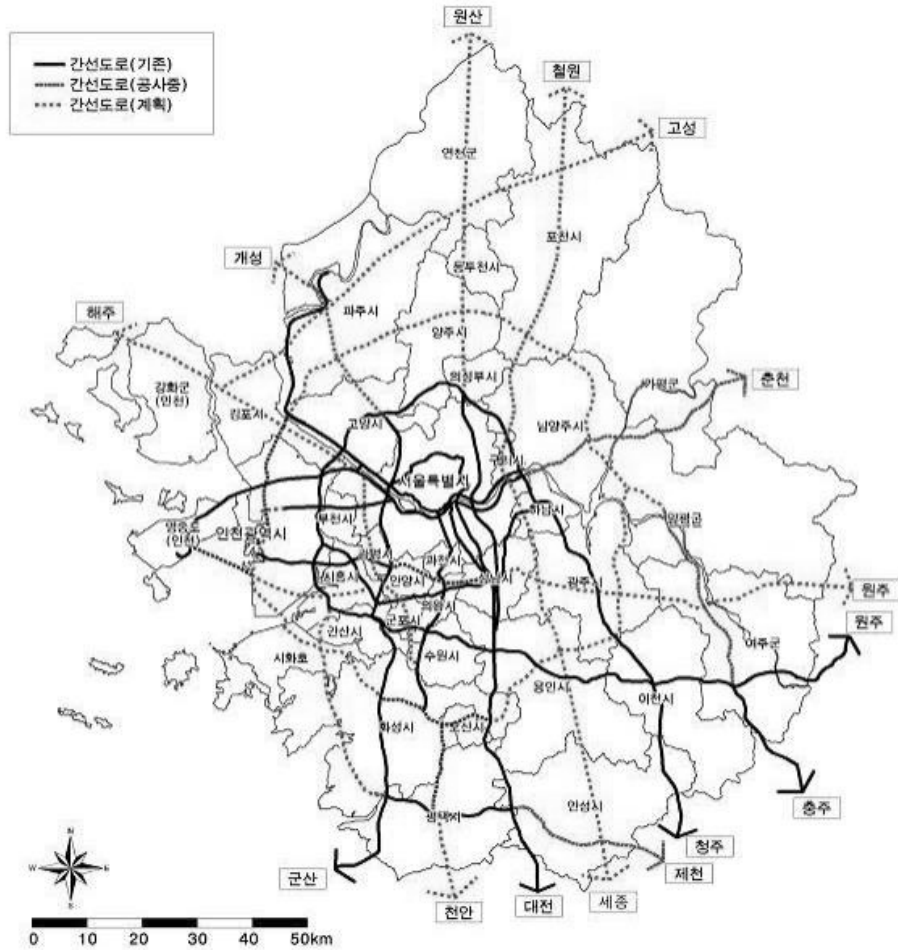 원산
철원
간선도로(기존)
간선도로(공사중)
간선도로(계획)
고성
연천군
포천시
개성
동두천시
파주시
해주
양주시
의정부시
가평군
춘천
강화군
(인천)
김포시
고양시
남양주시
구리시
서울특별시
하남시
부천시
양평군
영종도
(인천)
인천광역시
광명시
과천시
시흥시
안양시
성남시
광주시
원주
의왕시
군포시
원주
안산시
여주군
시화호
수원시
용인시
이천시
화성시
오산시
안성시
평택시
충주
청주
제천
군산
천안
대전
세종
N
W
E
S
0 10 20 30 40 50km